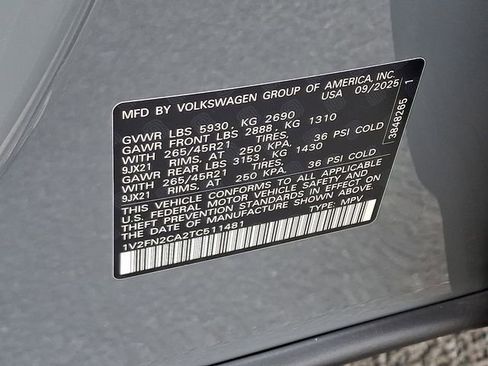 MFD BY VOLKSWAGEN GROUP OF AMERICA, INC.
USA 09/2025
GVWR LBS 5930, KG 2690
GAWR FRONT LBS 2888, KG 1310
WITH 265/45R21 TIRES,
9JX21 RIMS, AT 250 KPA, 36 PSI COLD
GAWR REAR LBS 3153, KG 1430
WITH 265/45R21 TIRES,
9JX21 RIMS, AT 250 KPA, 36 PSI COLD
THIS VEHICLE CONFORMS TO ALL APPLICABLE
U.S. FEDERAL MOTOR VEHICLE SAFETY AND
THEFT PREVENTION STANDARDS IN EFFECT ON
THE DATE OF MANUFACTURE SHOWN ABOVE.
1V2FN2CA2TC511481 TYPE: MPV
3848265 1